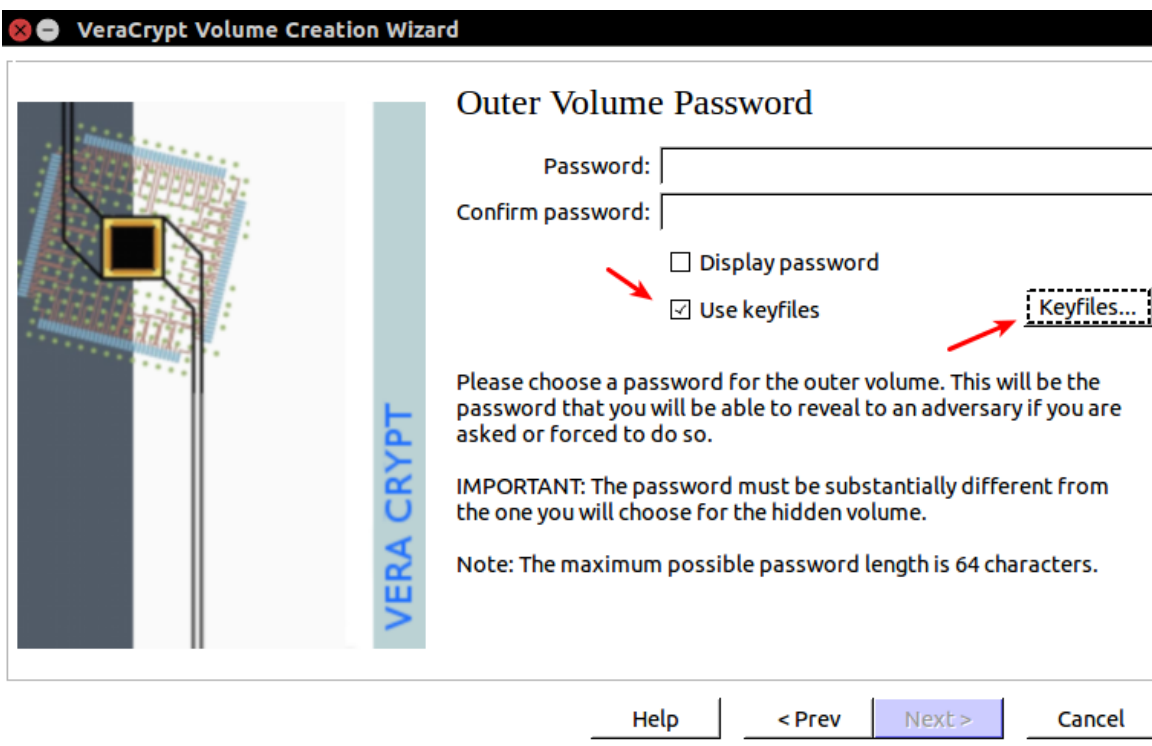 VeraCrypt Volume Creation Wizard
Outer Volume Password
Password:
Confirm password:
Display password
Use keyfiles
Keyfiles...
Please choose a password for the outer volume. This will be the
password that you will be able to reveal to an adversary if you are
asked or forced to do so.
IMPORTANT: The password must be substantially different from
the one you will choose for the hidden volume.
Note: The maximum possible password length is 64 characters.
VERA CRYPT
Help
< Prev
Next >
Cancel